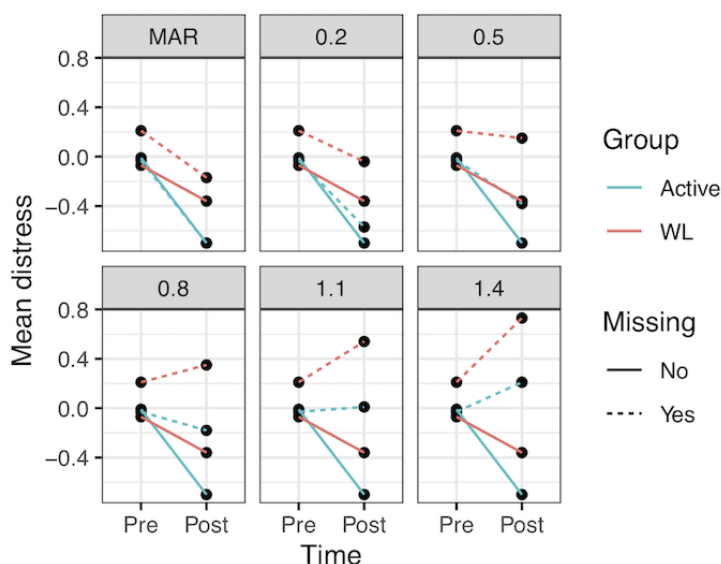 MAR 0.2 0.5
0.8
0.4
0.0
−0.4
0.8 1.1 1.4
0.8
0.4
0.0
−0.4
Mean distress
Pre Post Pre Post Pre Post
Time
Group
Active
WL
Missing
No
Yes